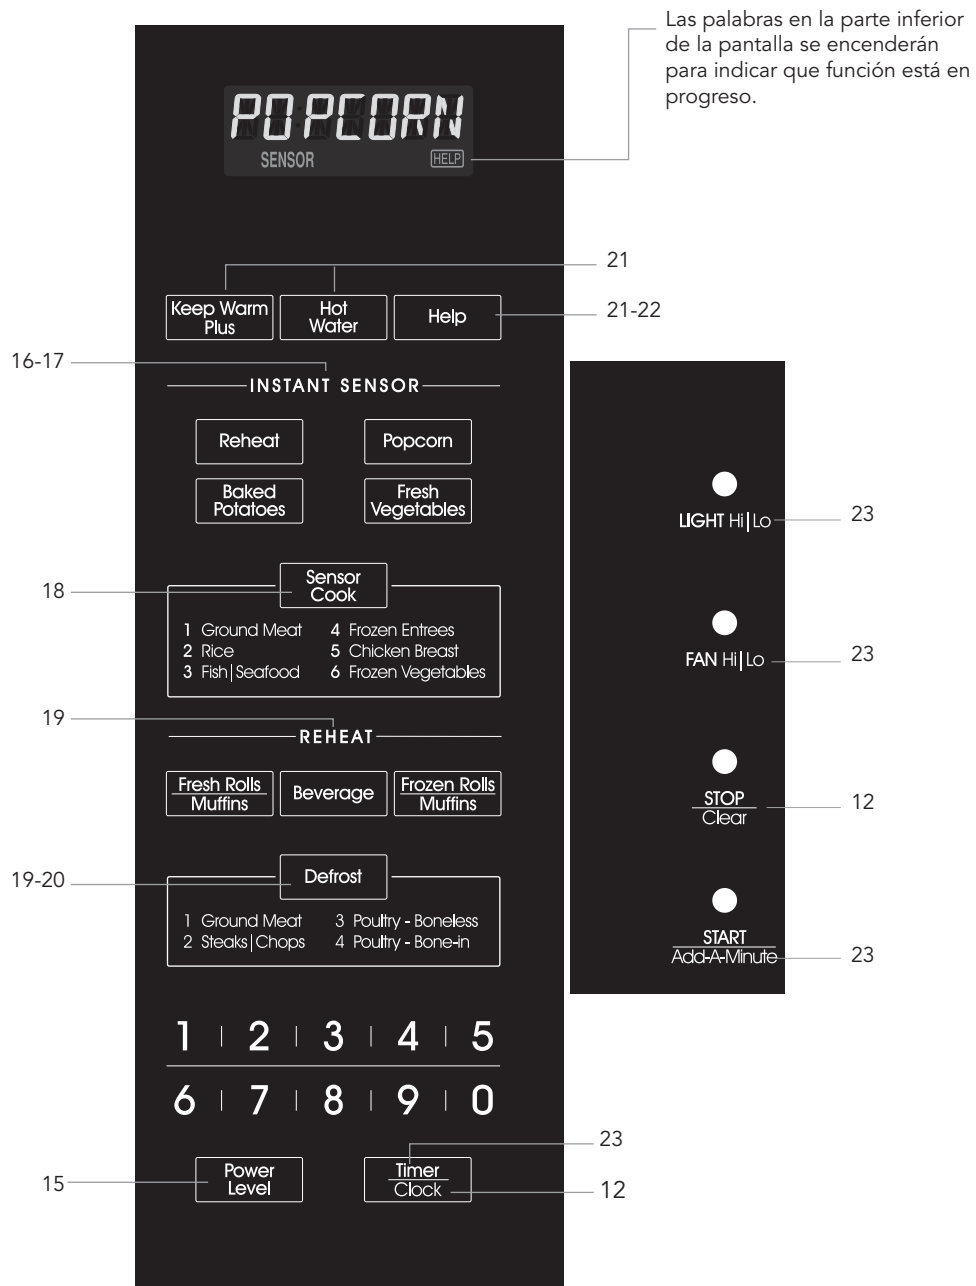 Las palabras en la parte inferior
de la pantalla se encenderán
para indicar que función está en
progreso.
POPCORN
SENSOR HELP
21
Keep Warm
Plus
Hot
Water
Help
21-22
16-17
INSTANT SENSOR
Reheat
Popcorn
Baked
Potatoes
Fresh
Vegetables
18
Sensor
Cook
1 Ground Meat
2 Rice
3 Fish|Seafood
4 Frozen Entrees
5 Chicken Breast
6 Frozen Vegetables
19
REHEAT
Fresh Rolls
Muffins
Beverage
Frozen Rolls
Muffins
19-20
Defrost
1 Ground Meat
2 Steaks|Chops
3 Poultry - Boneless
4 Poultry - Bone-in
1 | 2 | 3 | 4 | 5
6 | 7 | 8 | 9 | 0
15
Power
Level
Timer
Clock
23
12
LIGHT Hi|Lo
23
FAN Hi|Lo
23
STOP
Clear
12
START
Add-A-Minute
23